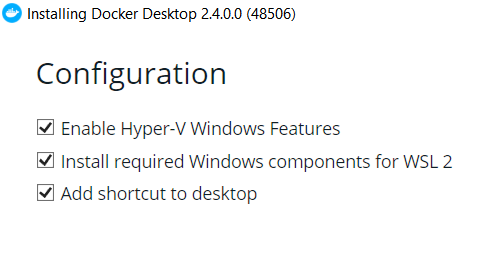 Installing Docker Desktop 2.4.0.0 (48506)
Configuration
Enable Hyper-V Windows Features
Install required Windows components for WSL 2
Add shortcut to desktop